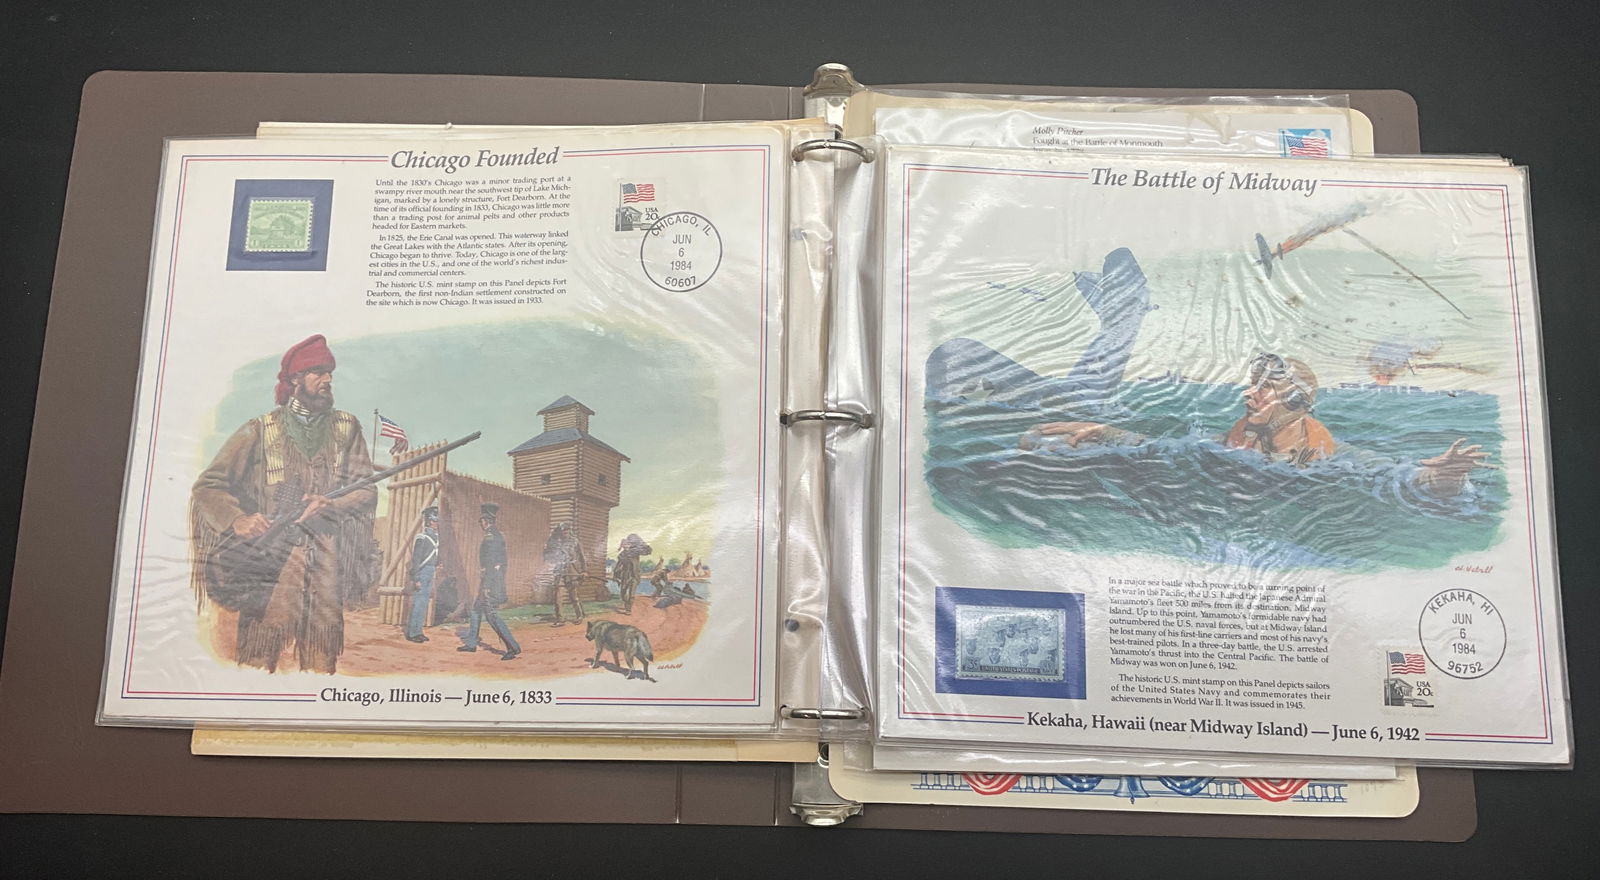 Chicago Founded
Until the 1830's Chicago was a minor trading port at a
swampy river mouth near the southwest tip of Lake Mich-
igan, marked by a lonely structure, Fort Dearborn. At the
time of its official founding in 1833, Chicago was little more
than a trading post for animal pelts and other products
headed for Eastern markets.
In 1825, the Erie Canal was opened. This waterway linked
the Great Lakes with the Atlantic states. After its opening,
Chicago began to thrive. Today, Chicago is one of the larg-
est cities in the U.S., and one of the world's richest indus-
trial and commercial centers.
The historic U.S. mint stamp on this Panel depicts Fort
Dearborn, the first non-Indian settlement constructed on
the site which is now Chicago. It was issued in 1933.
USA
20c
CHICAGO, IL
JUN
6
1984
60607
Chicago, Illinois — June 6, 1833
Molly Pitcher
Fought at the Battle of Monmouth
The Battle of Midway
In a major sea battle which proved to be a turning point of
the war in the Pacific, the U.S. halted the Japanese Admiral
Yamamoto's fleet 500 miles from its destination, Midway
Island. Up to this point, Yamamoto's formidable navy had
outnumbered the U.S. naval forces, but at Midway Island
he lost many of his first-line carriers and most of his navy's
best-trained pilots. In a three-day battle, the U.S. arrested
Yamamoto's thrust into the Central Pacific. The battle of
Midway was won on June 6, 1942.
The historic U.S. mint stamp on this Panel depicts sailors
of the United States Navy and commemorates their
achievements in World War II. It was issued in 1945.
UNITED STATES POSTAGE
KEKAHA, HI
JUN
6
1984
96752
USA
20c
Kekaha, Hawaii (near Midway Island) — June 6, 1942